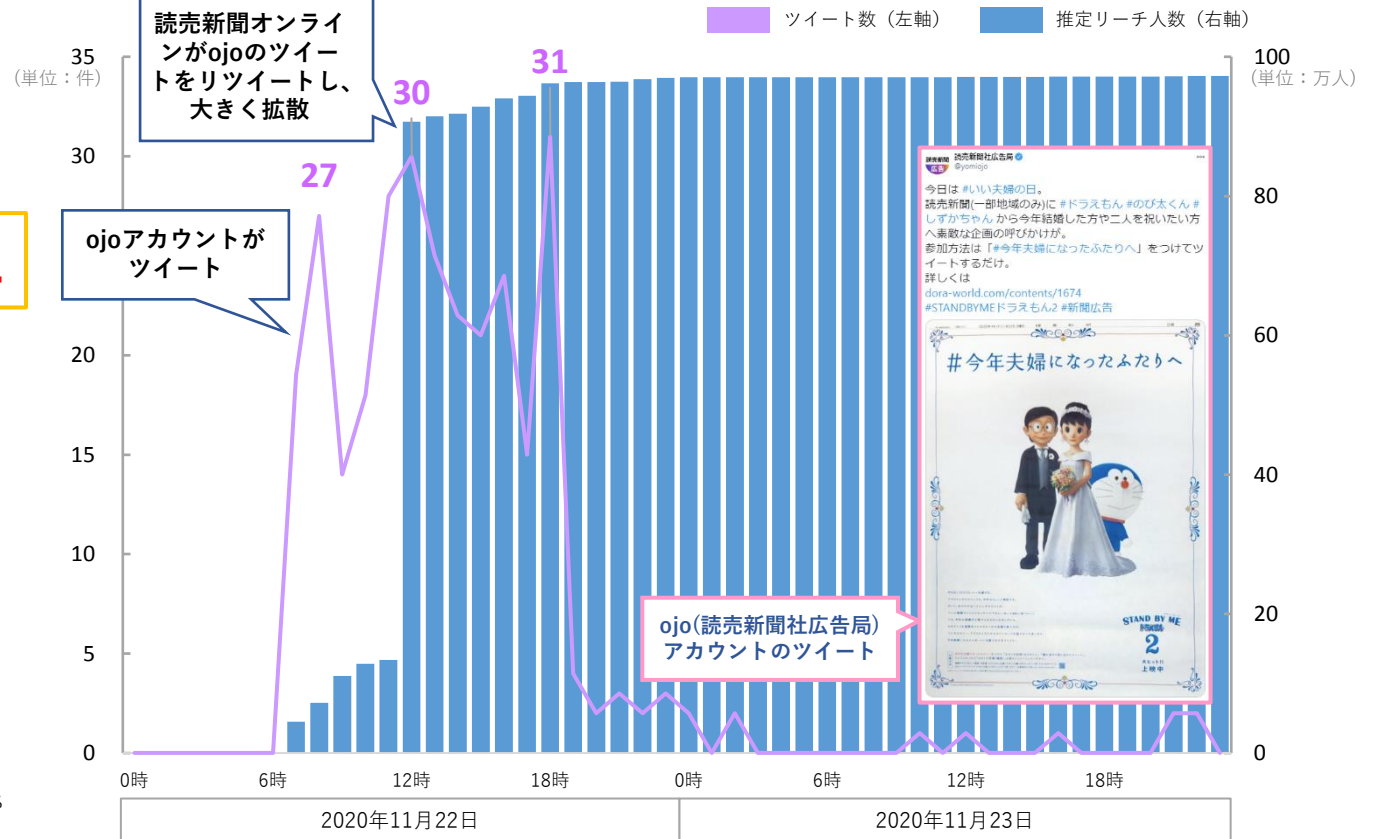 ツイート数（左軸）
推定リーチ人数（右軸）
読売新聞オンライ
ンがojoのツイー
トをリツイートし、
大きく拡散
35
（単位：件）
30
20
15
10
5
0
100
（単位：万人）
80
60
40
20
0
27
30
31
ojoアカウントが
ツイート
読売新聞
広告
読売新聞社広告局
@yomiojo
今日は #いい夫婦の日。
読売新聞(一部地域のみ)に #ドラえもん #のび太くん #
しずかちゃん から今年結婚した方や二人を祝いたい方
へ素敵な企画の呼びかけが。
参加方法は「#今年夫婦になったふたりへ」をつけてツ
イートするだけ。
詳しくは
dora-world.com/contents/1674
#STANDBYMEドラえもん2 #新聞広告
#今年夫婦になったふたりへ
STAND BY ME
2
上映中
ojo(読売新聞社広告局)
アカウントのツイート
0時
6時
12時
18時
0時
6時
12時
18時
2020年11月22日
2020年11月23日